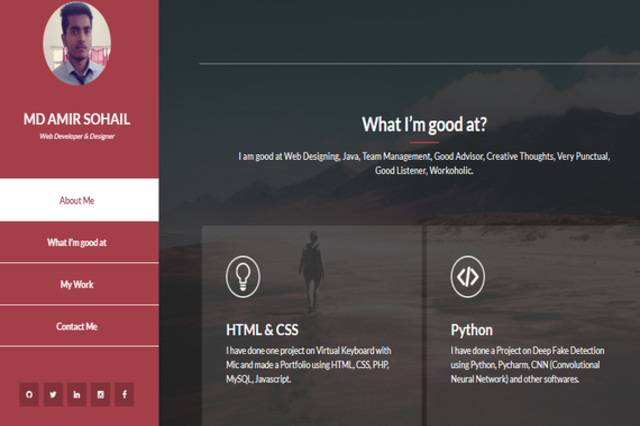 MD AMIR SOHAIL
Web Developer & Designer
About Me
What I'm good at
My Work
Contact Me
What I'm good at?
I am good at Web Designing, Java, Team Management, Good Advisor, Creative Thoughts, Very Punctual,
Good Listener, Workoholic.
HTML & CSS
I have done one project on Virtual Keyboard with
Mic and made a Portfolio using HTML, CSS, PHP,
MySQL, Javascript.
Python
I have done a Project on Deep Fake Detection
using Python, Pycharm, CNN (Convolutional
Neural Network) and other softwares.